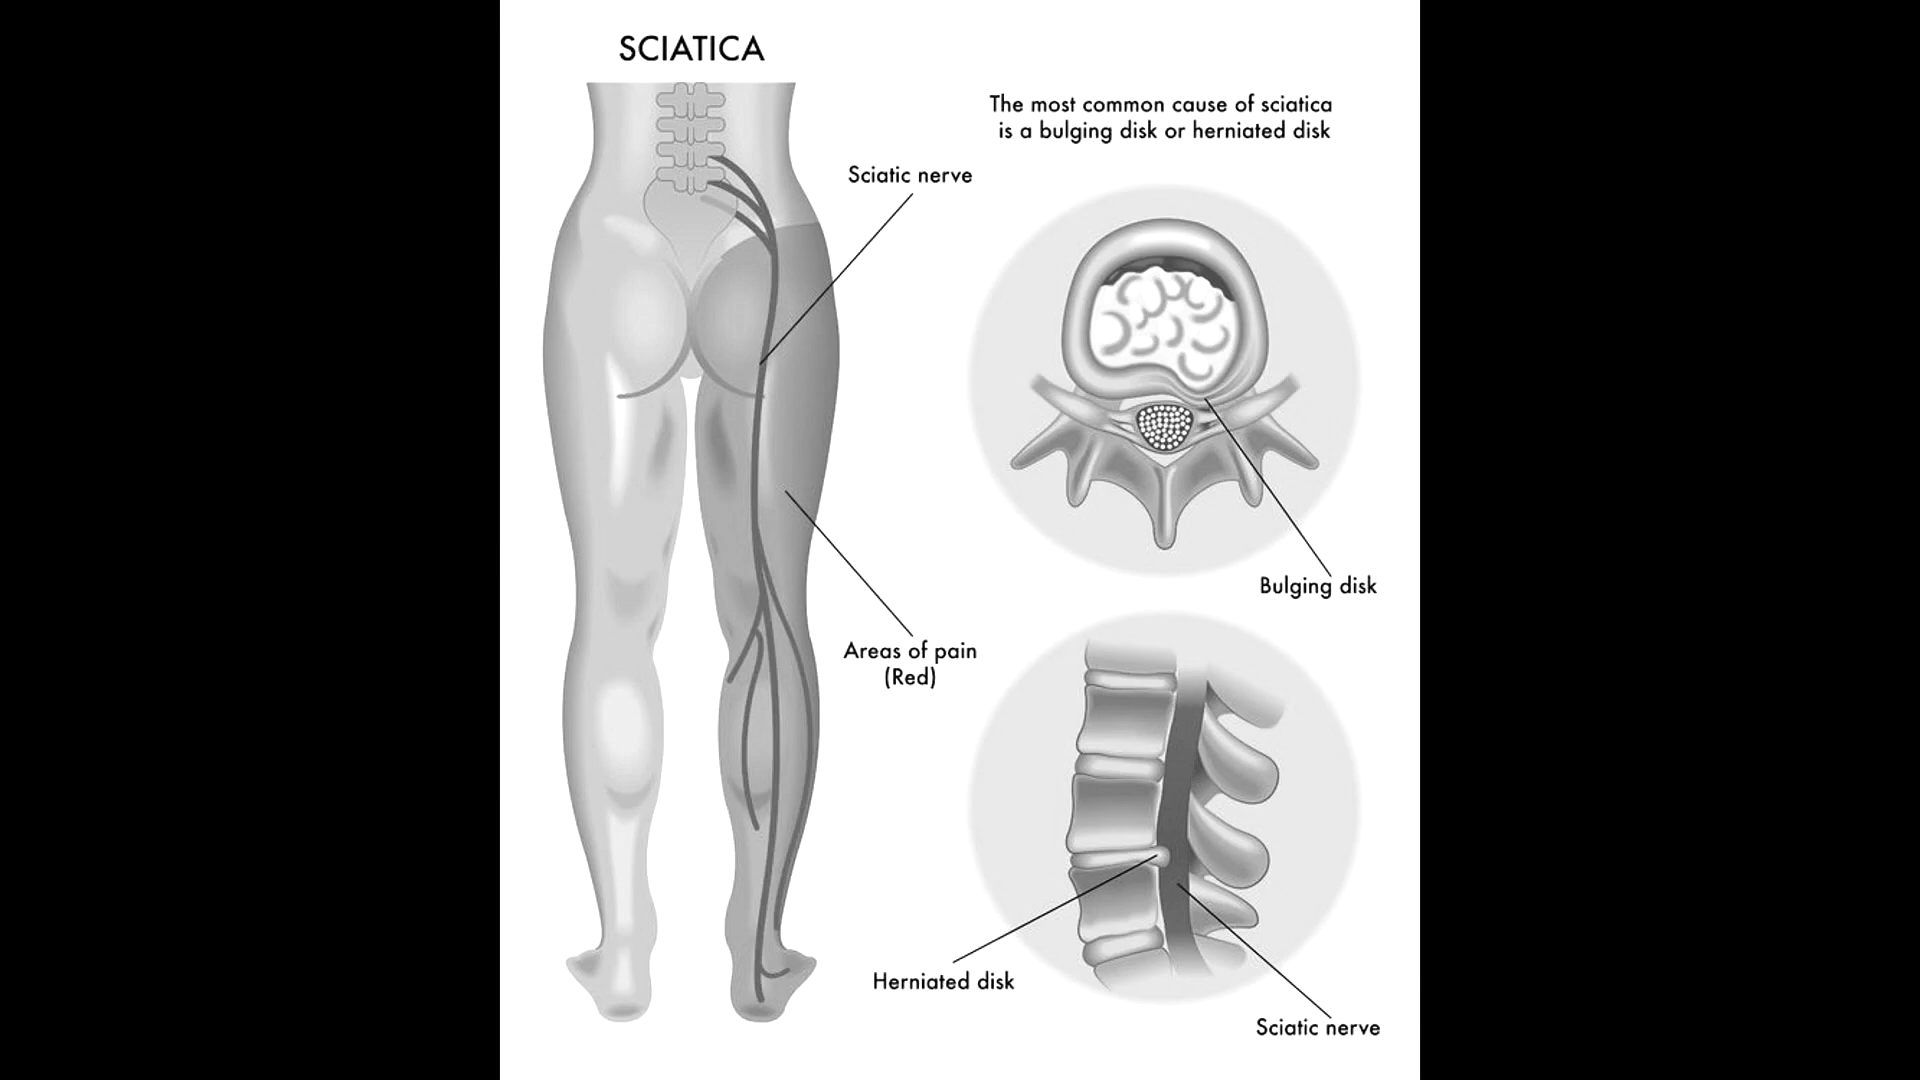 SCIATICA
The most common cause of sciatica
is a bulging disk or herniated disk
Sciatic nerve
Bulging disk
Areas of pain
(Red)
Herniated disk
Sciatic nerve